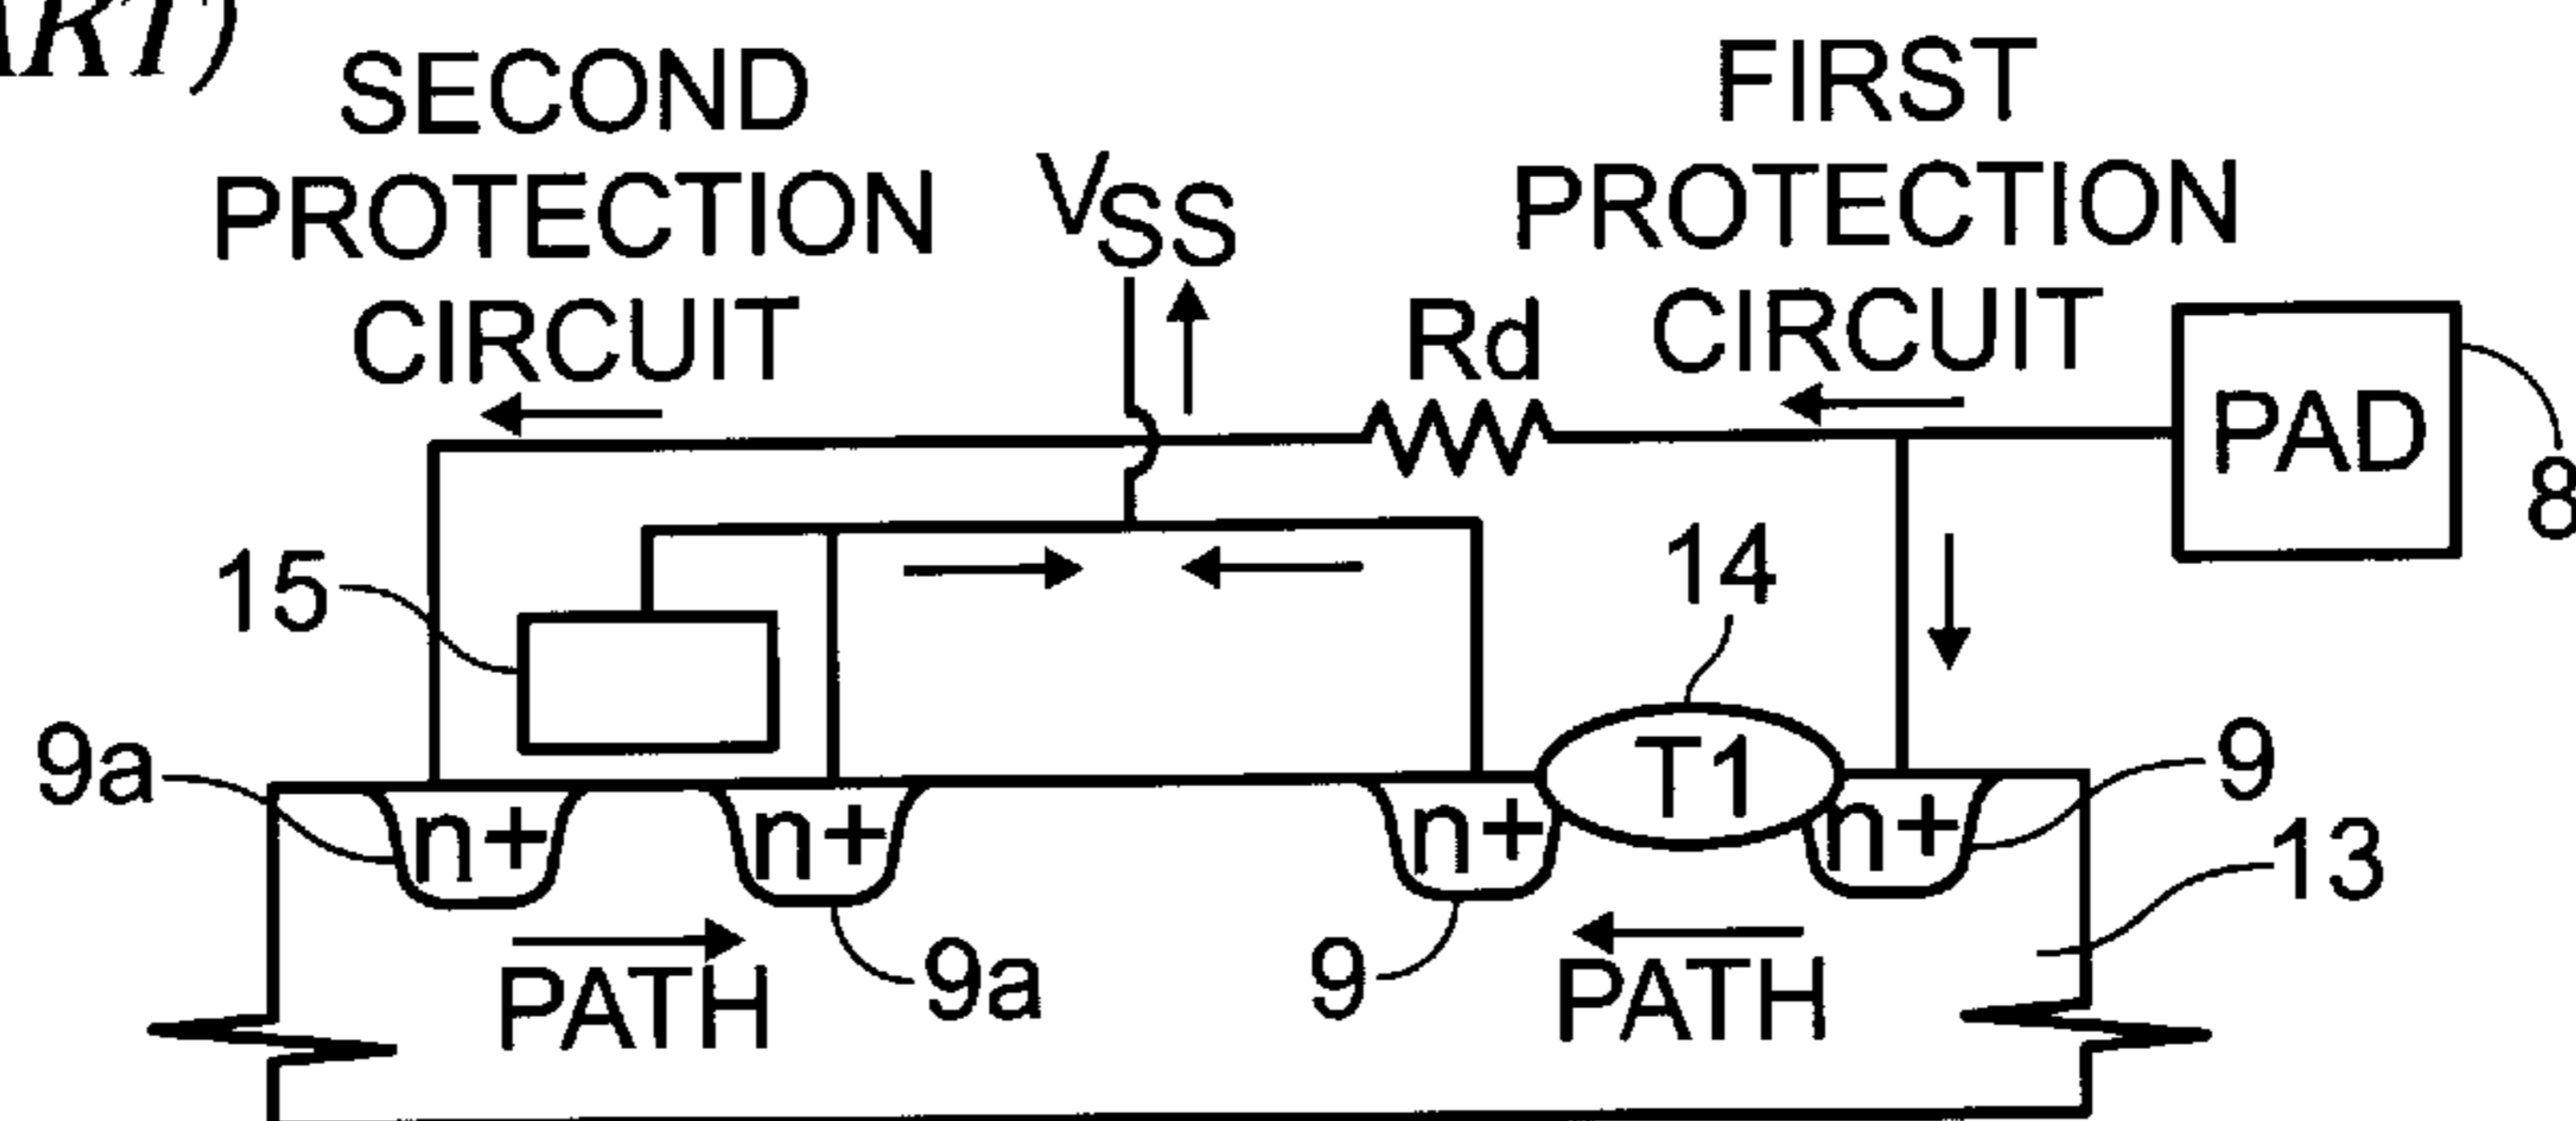 SECOND
PROTECTION
CIRCUIT
VSS
FIRST
PROTECTION
CIRCUIT
Rd
PAD
8
15
14
T1
9a
n+
n+
n+
n+
9
13
PATH
9a
9
PATH